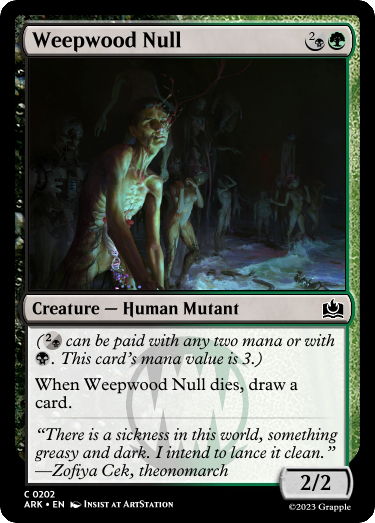 Weepwood Null
2
Creature — Human Mutant
(2 can be paid with any two mana or with
. This card's mana value is 3.)
When Weepwood Null dies, draw a
card.
"There is a sickness in this world, something
greasy and dark. I intend to lance it clean."
—Zofiya Cek, theonomarch
2/2
C 0202
ARK • EN Insist at ArtStation
©2023 Grapple